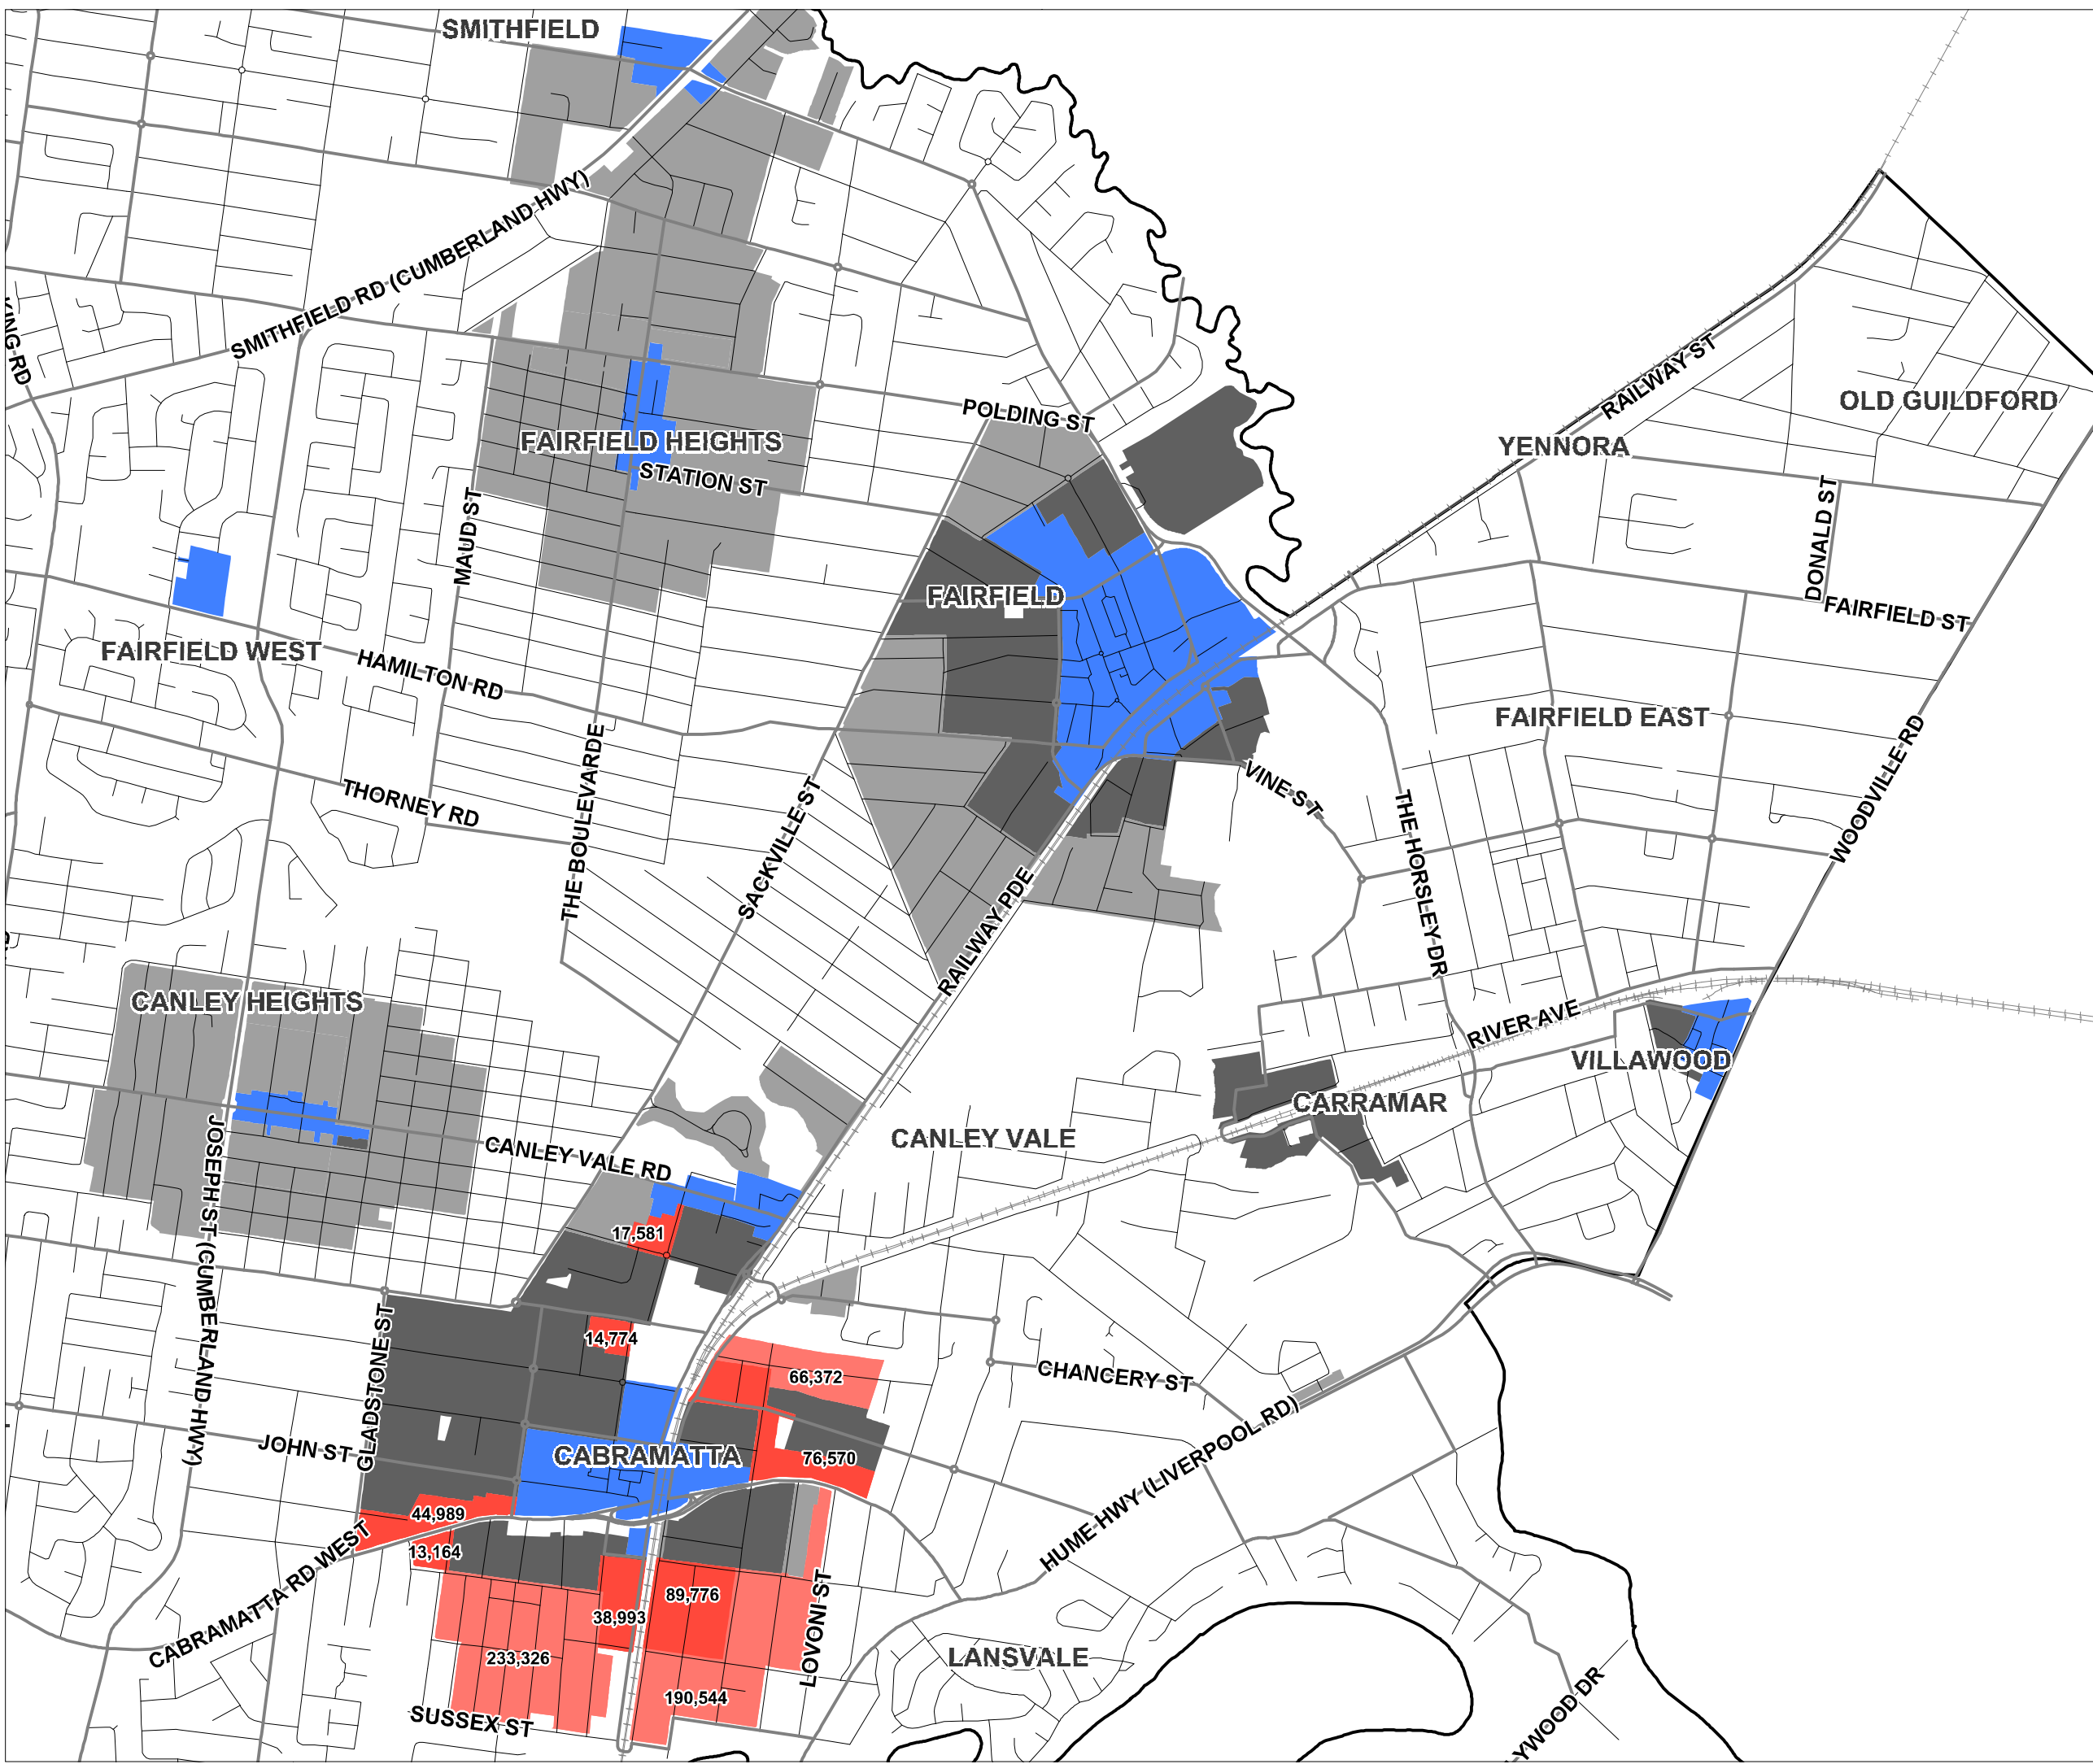 SMITHFIELD
SMITHFIELD RD (CUMBERLAND HWY)
KING RD
RAILWAY ST
OLD GUILDFORD
POLDING ST
YENNORA
FAIRFIELD HEIGHTS
STATION ST
MAUD ST
DONALD ST
FAIRFIELD
FAIRFIELD ST
FAIRFIELD WEST
HAMILTON RD
FAIRFIELD EAST
WOODVILLE RD
THORNEY RD
THE BOULEVARDE
SACKVILLE ST
VINE ST
THE HORSLEY DR
RAILWAY PDE
CANLEY HEIGHTS
RIVER AVE
VILLAWOOD
CARRAMAR
CANLEY VALE
CANLEY VALE RD
JOSEPH ST (CUMBERLAND HWY)
17,581
GLADSTONE ST
14,774
66,372
CHANCERY ST
JOHN ST
CABRAMATTA
76,570
HUME HWY (LIVERPOOL RD)
44,989
13,164
CABRAMATTA RD WEST
89,776
38,993
LOVONI ST
233,326
LANSVALE
190,544
SUSSEX ST
YWOOD DR